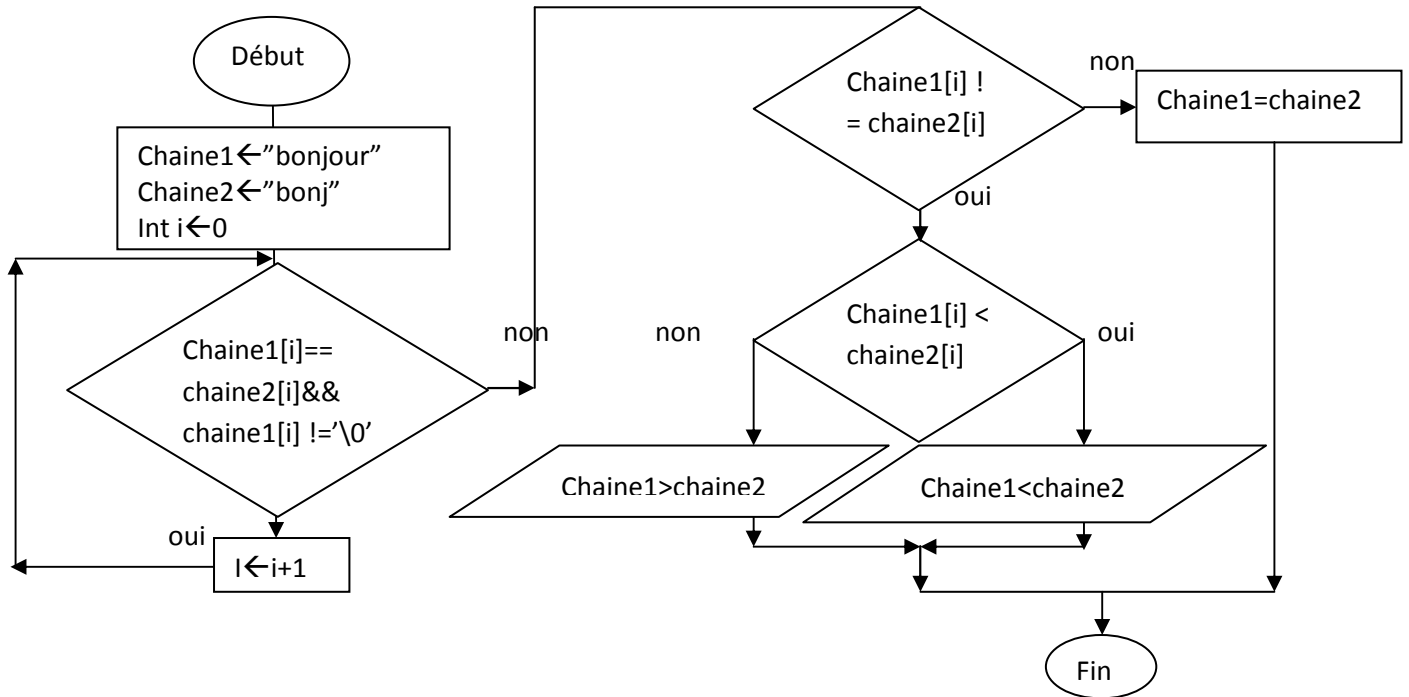 Début
Chaine1←”bonjour”
Chaine2←”bonj”
Int i←0
Chaine1[i]==
chaine2[i]&&
chaine1[i] !=’\0’
non
oui
I←i+1
Chaine1[i] !
= chaine2[i]
non
Chaine1=chaine2
oui
Chaine1[i] <
chaine2[i]
non
oui
Chaine1>chaine2
Chaine1<chaine2
Fin